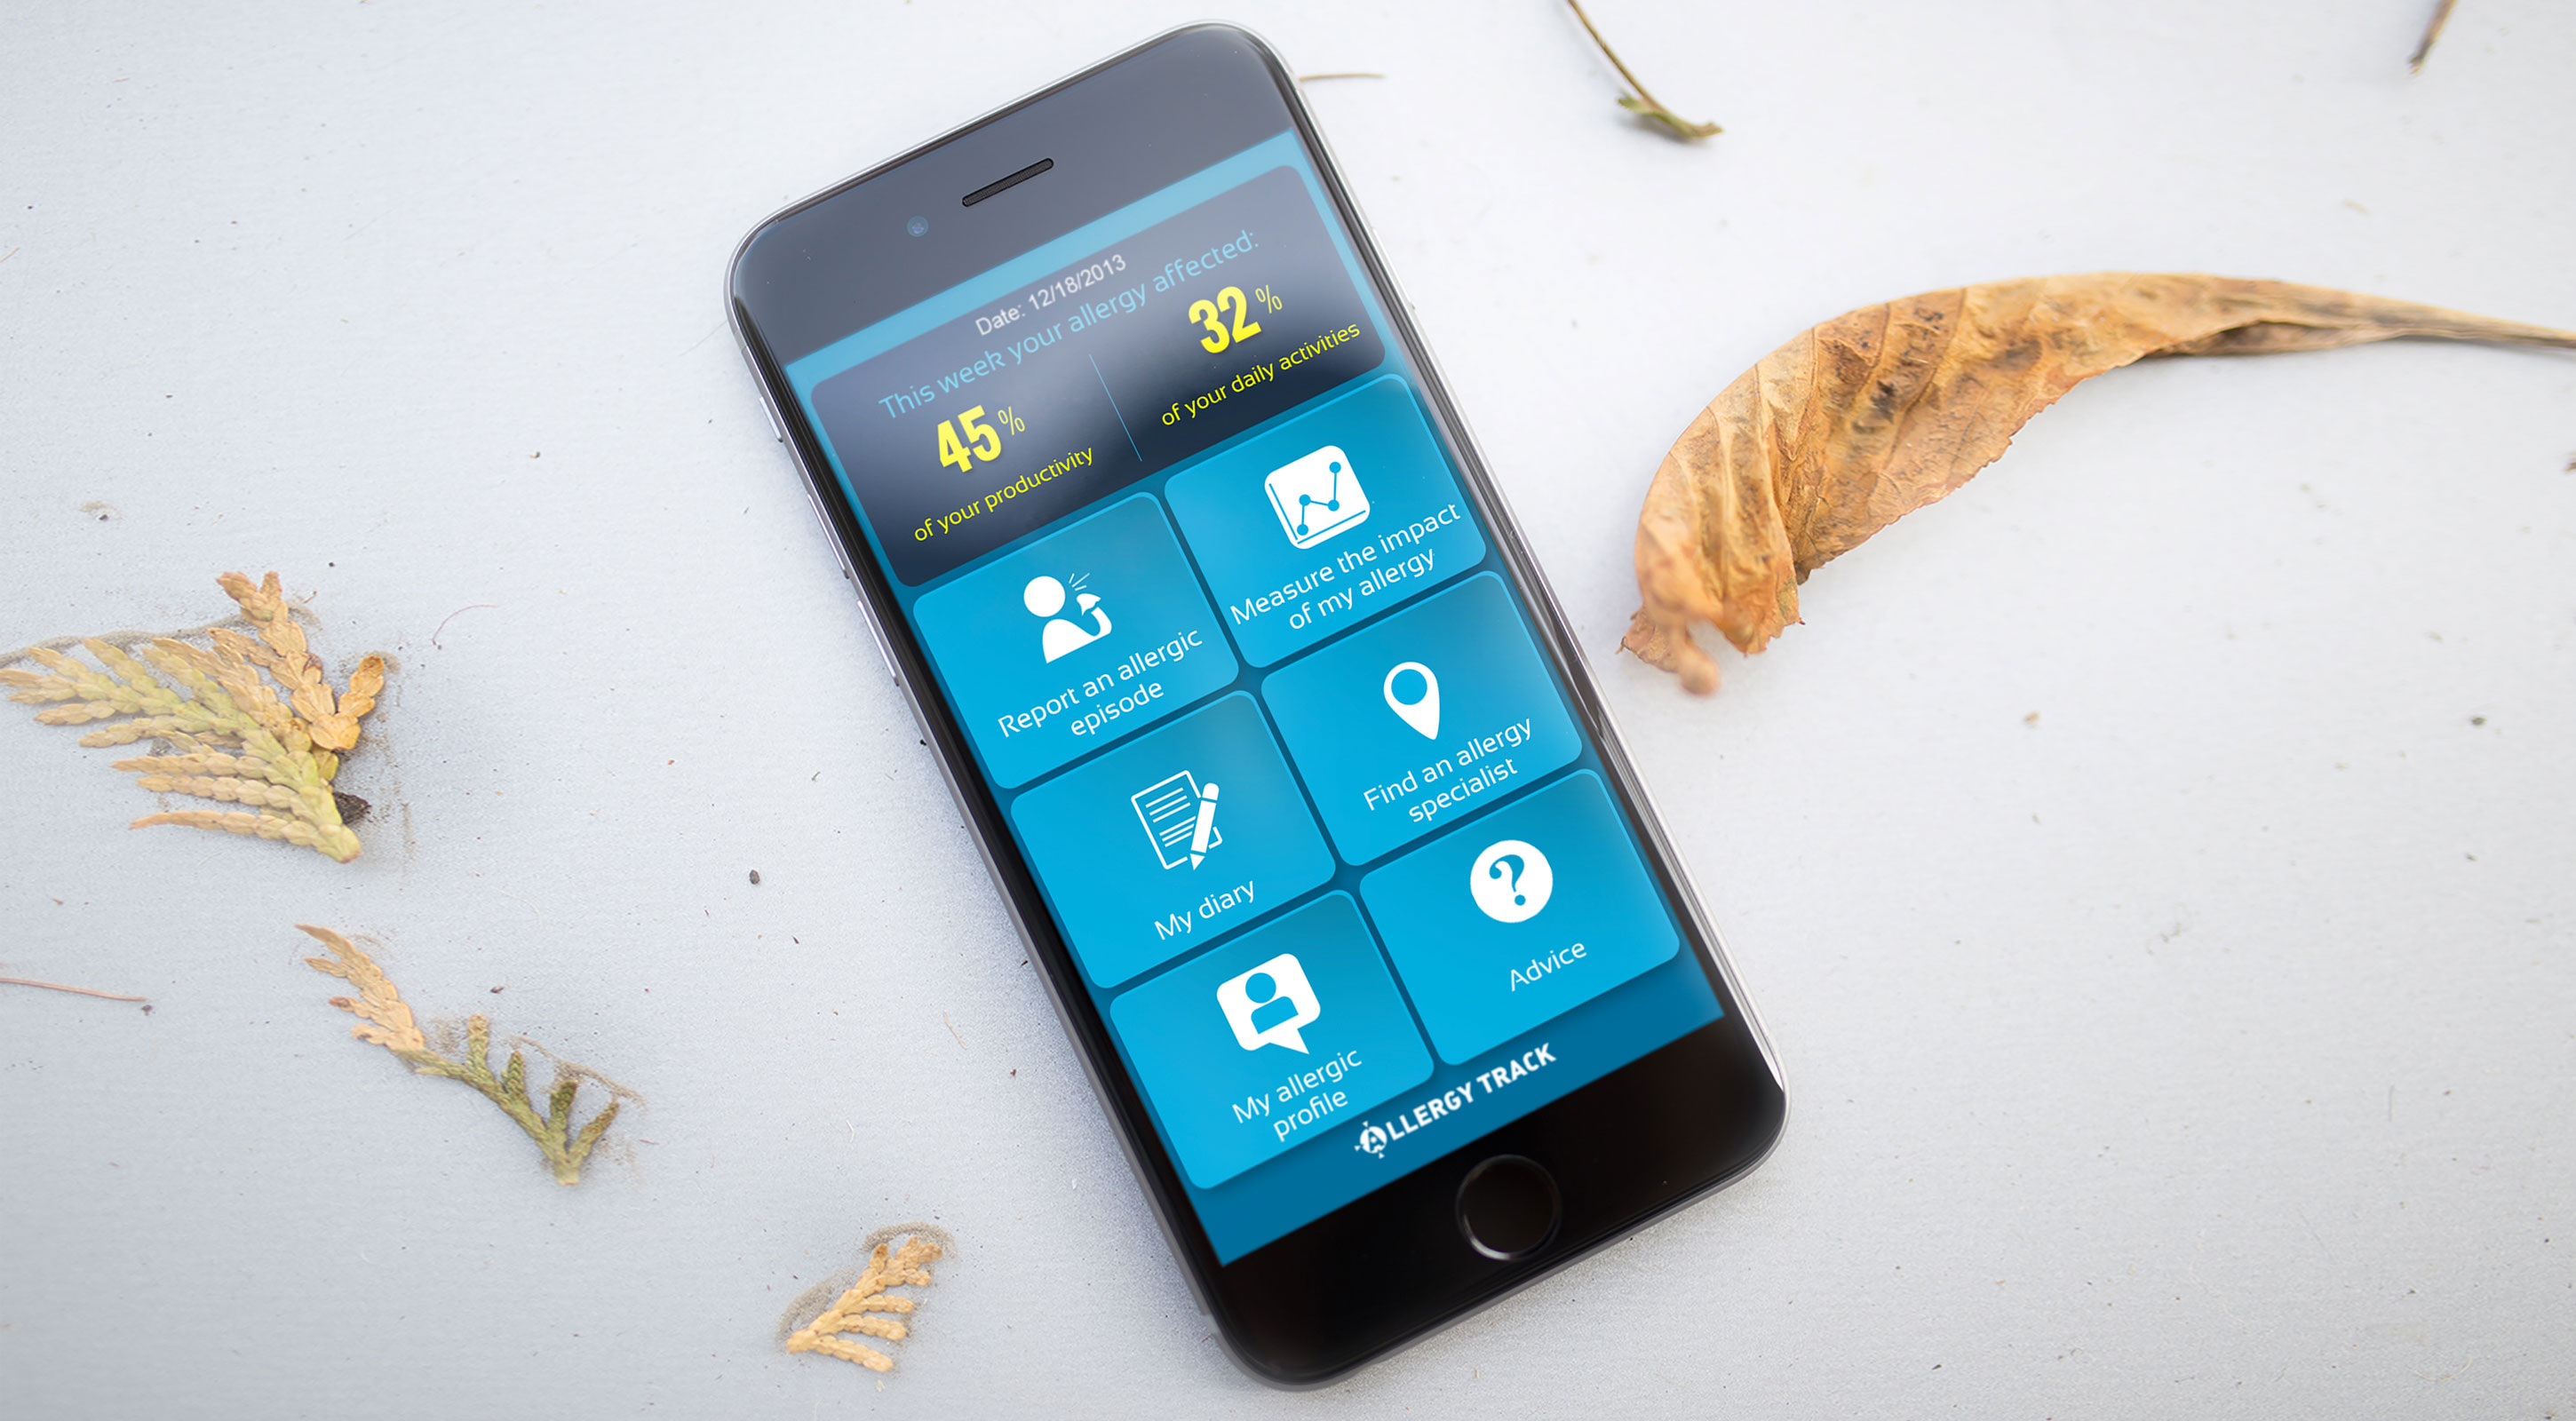 Date: 12/18/2013
This week your allergy affected:
45 %
of your productivity
32 %
of your daily activities
Report an allergic
episode
Measure the impact
of my allergy
My diary
Find an allergy
specialist
My allergic
profile
Advice
ALLERGY TRACK